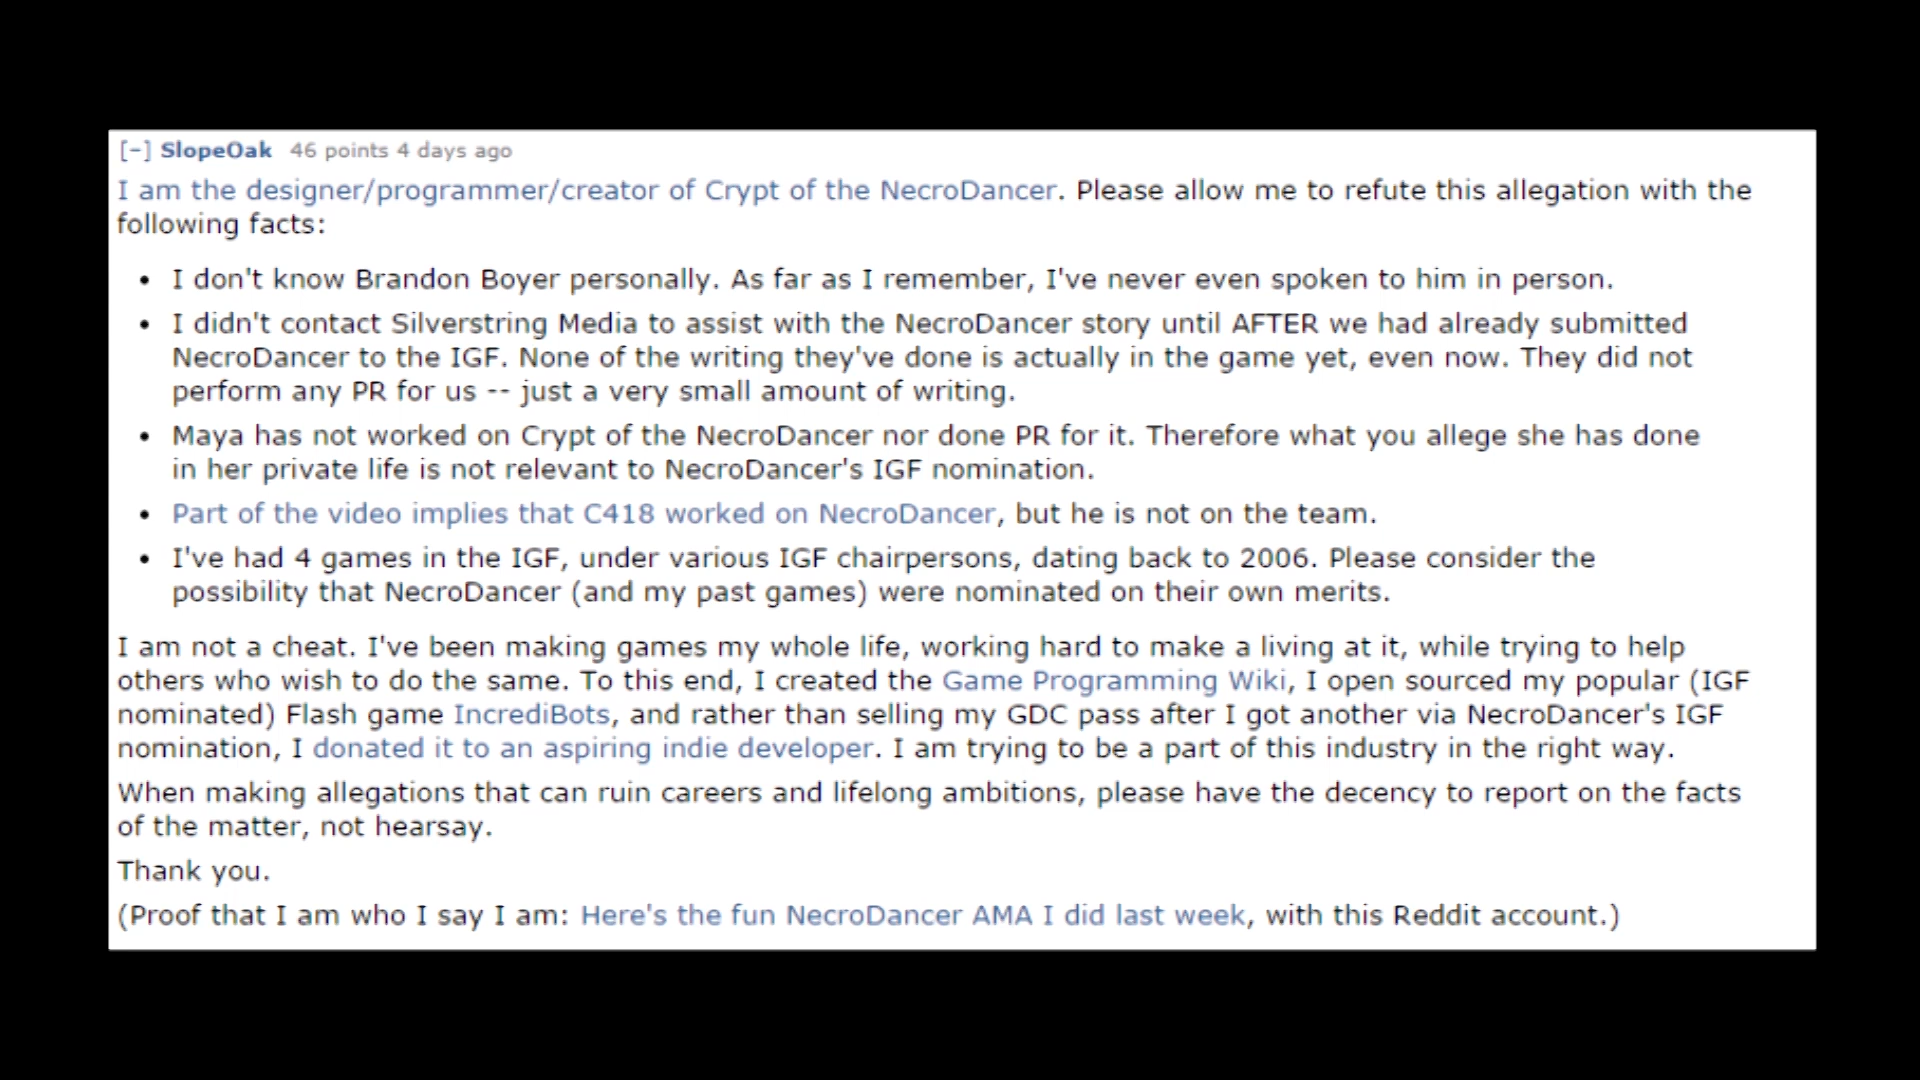 [−] SlopeOak 46 points 4 days ago
I am the designer/programmer/creator of Crypt of the NecroDancer. Please allow me to refute this allegation with the
following facts:
• I don't know Brandon Boyer personally. As far as I remember, I've never even spoken to him in person.
• I didn't contact Silverstring Media to assist with the NecroDancer story until AFTER we had already submitted
NecroDancer to the IGF. None of the writing they've done is actually in the game yet, even now. They did not
perform any PR for us -- just a very small amount of writing.
• Maya has not worked on Crypt of the NecroDancer nor done PR for it. Therefore what you allege she has done
in her private life is not relevant to NecroDancer's IGF nomination.
• Part of the video implies that C418 worked on NecroDancer, but he is not on the team.
• I've had 4 games in the IGF, under various IGF chairpersons, dating back to 2006. Please consider the
possibility that NecroDancer (and my past games) were nominated on their own merits.
I am not a cheat. I've been making games my whole life, working hard to make a living at it, while trying to help
others who wish to do the same. To this end, I created the Game Programming Wiki, I open sourced my popular (IGF
nominated) Flash game IncrediBots, and rather than selling my GDC pass after I got another via NecroDancer's IGF
nomination, I donated it to an aspiring indie developer. I am trying to be a part of this industry in the right way.
When making allegations that can ruin careers and lifelong ambitions, please have the decency to report on the facts
of the matter, not hearsay.
Thank you.
(Proof that I am who I say I am: Here's the fun NecroDancer AMA I did last week, with this Reddit account.)